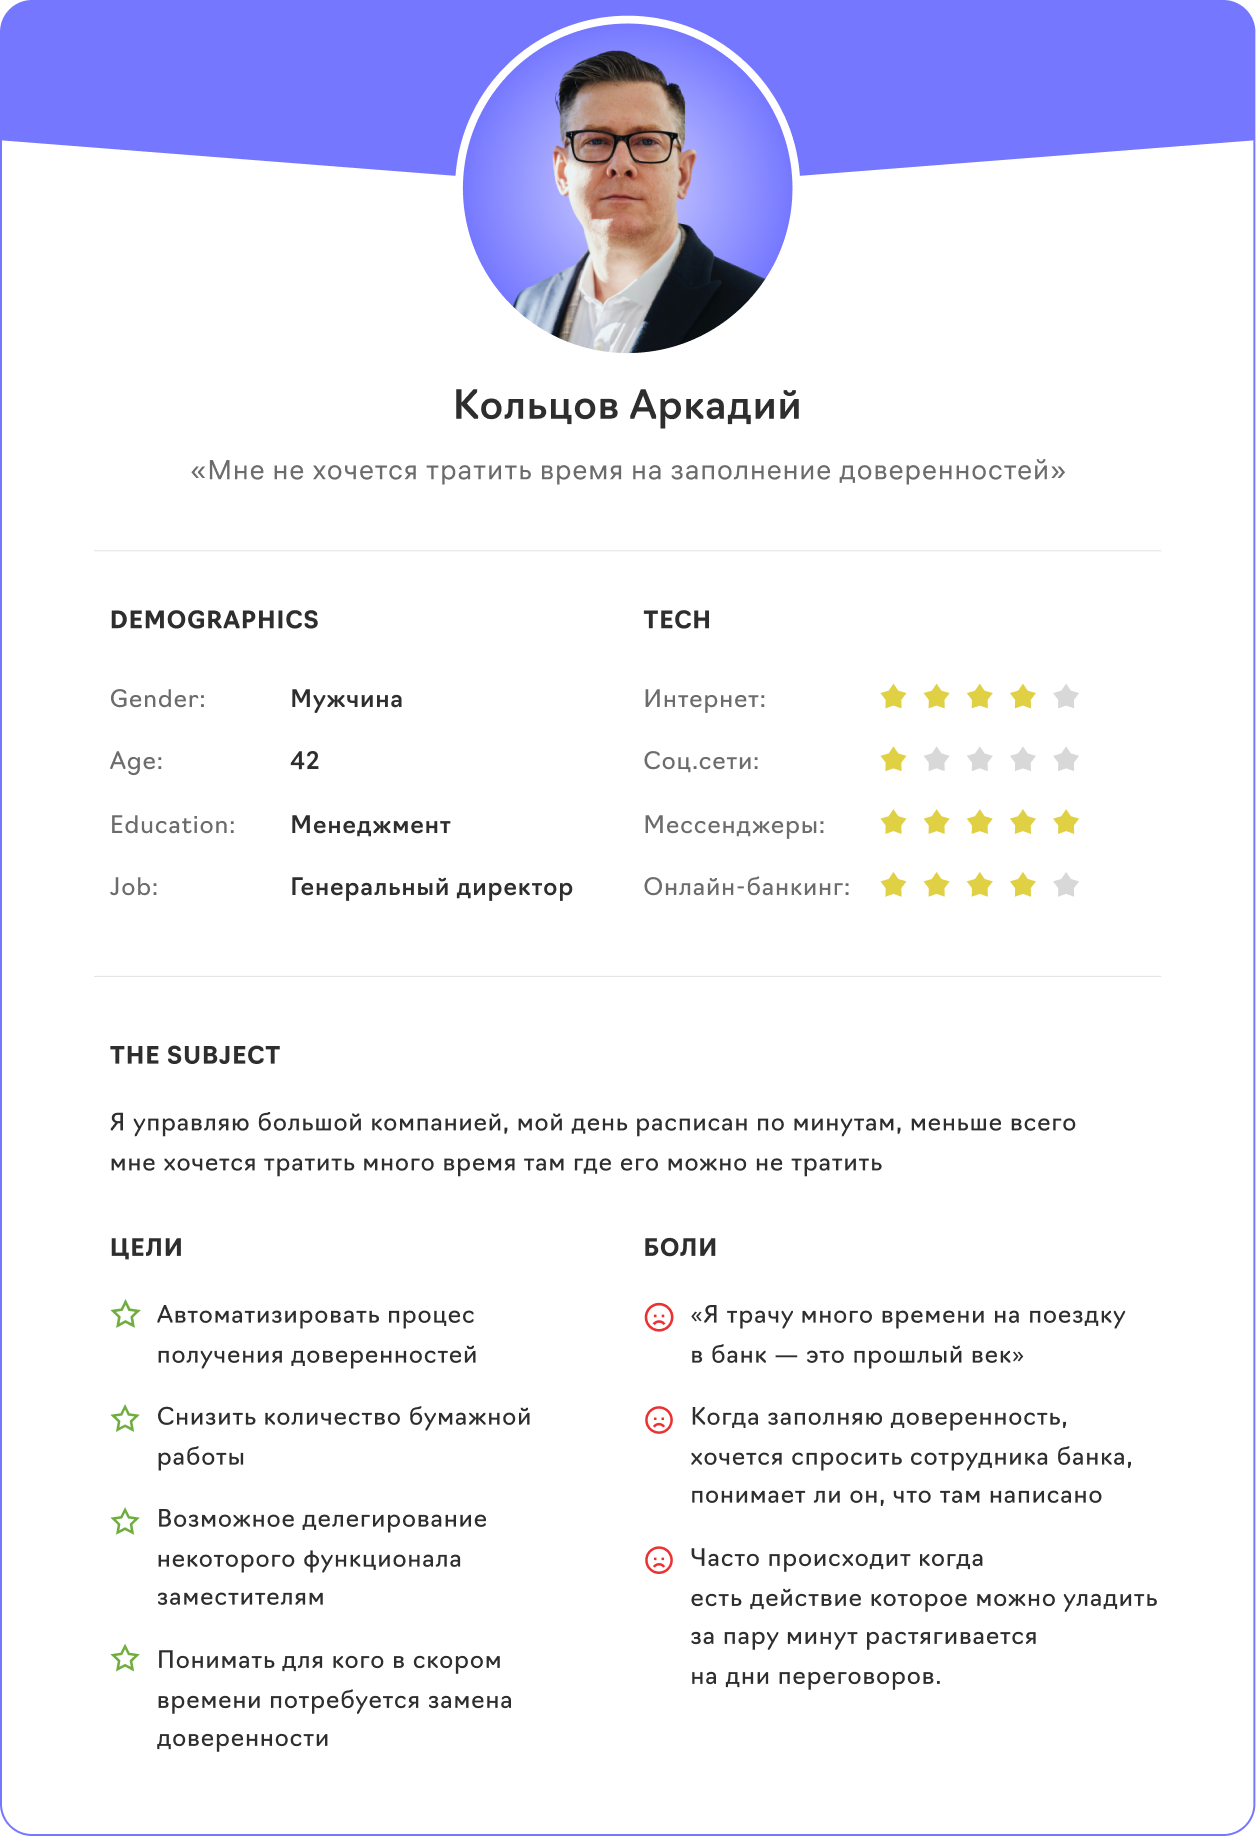 Кольцов Аркадий
«Мне не хочется тратить время на заполнение доверенностей»
DEMOGRAPHICS
Gender: Мужчина
Age: 42
Education: Менеджмент
Job: Генеральный директор
TECH
Интернет:
Соц.сети:
Мессенджеры:
Онлайн-банкинг:
THE SUBJECT
Я управляю большой компанией, мой день расписан по минутам, меньше всего
мне хочется тратить много время там где его можно не тратить
ЦЕЛИ
Автоматизировать процес
получения доверенностей
Снизить количество бумажной
работы
Возможное делегирование
некоторого функционала
заместителям
Понимать для кого в скором
времени потребуется замена
доверенности
БОЛИ
«Я трачу много времени на поездку
в банк — это прошлый век»
Когда заполняю доверенность,
хочется спросить сотрудника банка,
понимает ли он, что там написано
Часто происходит когда
есть действие которое можно уладить
за пару минут растягивается
на дни переговоров.